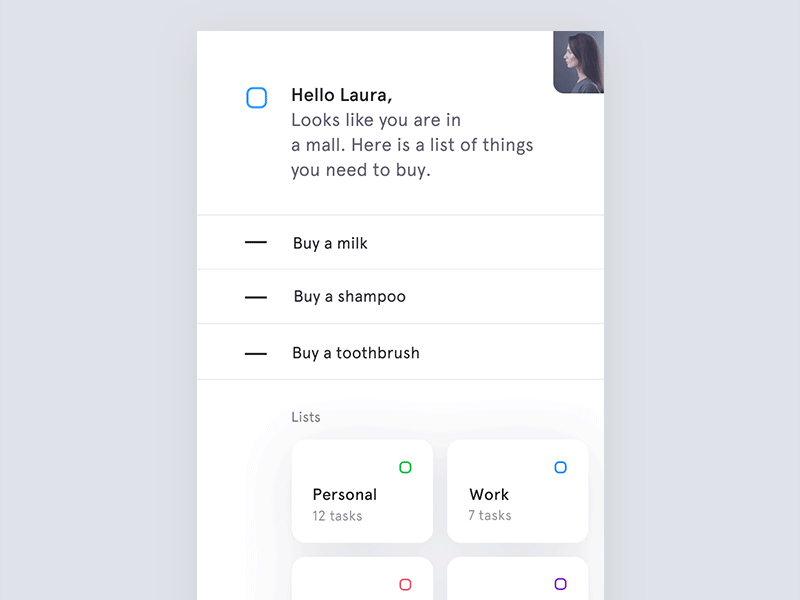 Hello Laura,
Looks like you are in
a mall. Here is a list of things
you need to buy.
Buy a milk
Buy a shampoo
Buy a toothbrush
Lists
Personal
12 tasks
Work
7 tasks